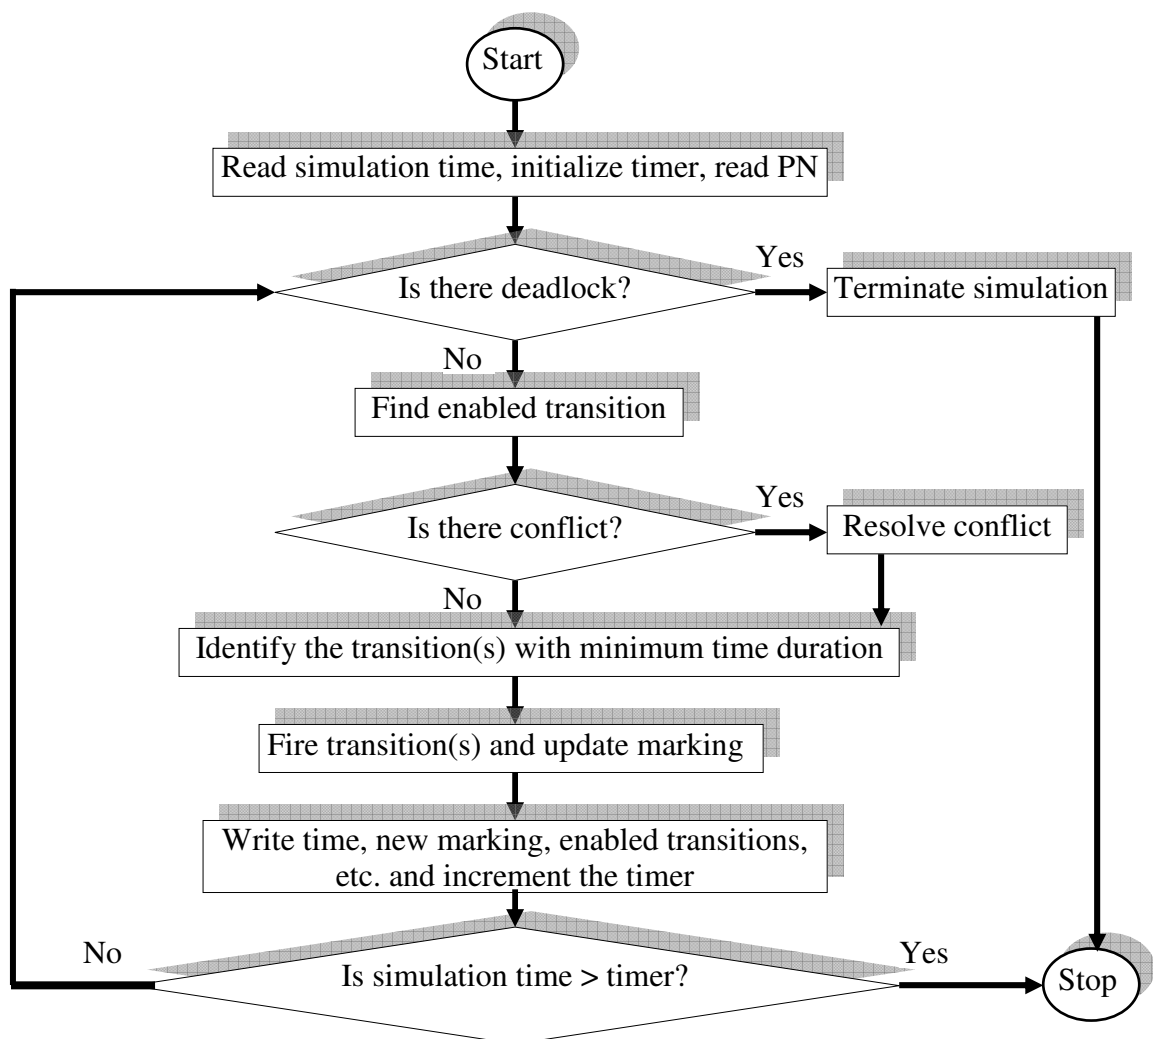 Start
Read simulation time, initialize timer, read PN
Yes
Is there deadlock?
Terminate simulation
No
Find enabled transition
Yes
Is there conflict?
Resolve conflict
No
Identify the transition(s) with minimum time duration
Fire transition(s) and update marking
Write time, new marking, enabled transitions,
etc. and increment the timer
No
Yes
Is simulation time > timer?
Stop